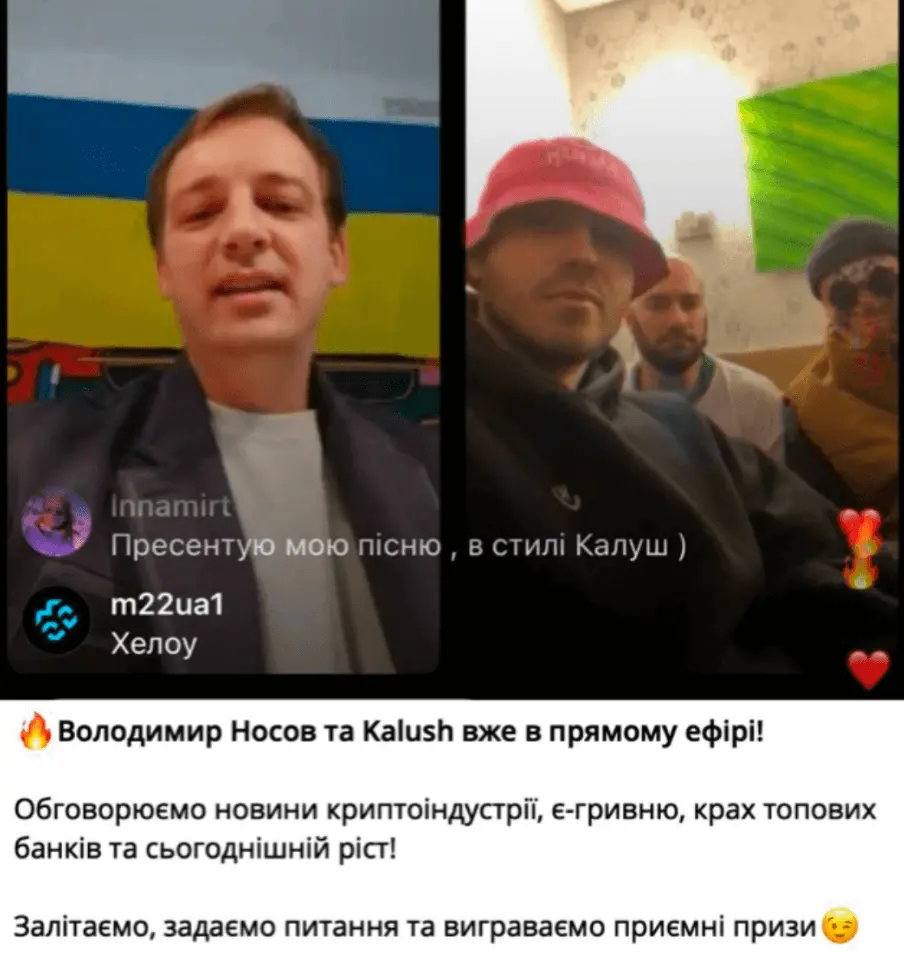 Innamirt
Пресентую мою пісню , в стилі Калуш )
m22ua1
Хелоу
🔥Володимир Носов та Kalush вже в прямому ефірі!
Обговорюємо новини криптоіндустрії, є-гривню, крах топових
банків та сьогоднішній ріст!
Залітаємо, задаємо питання та виграваємо приємні призи😉